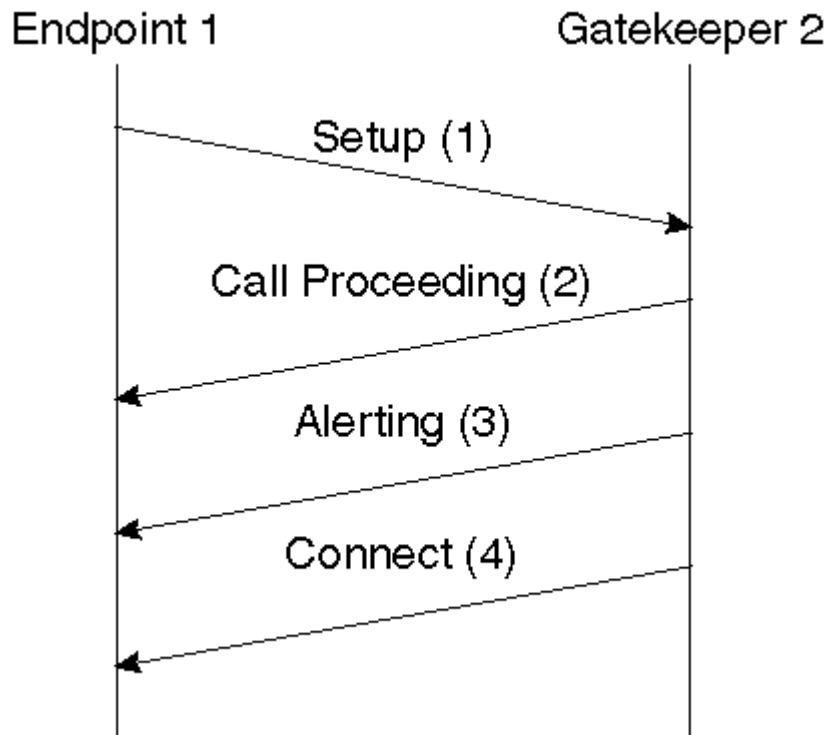 Endpoint 1
Gatekeeper 2
Setup (1)
Call Proceeding (2)
Alerting (3)
Connect (4)